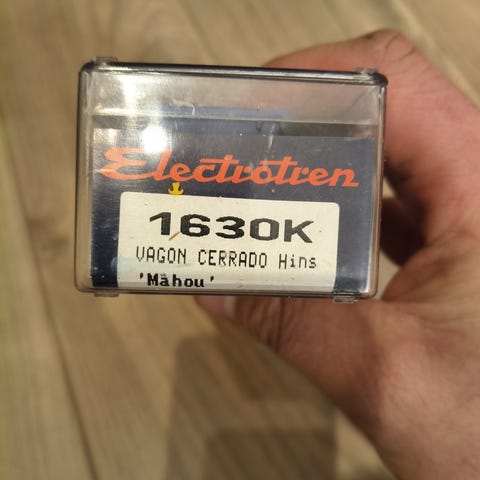 Electrotren
1630K
VAGON CERRADO Hins
'Mahou'